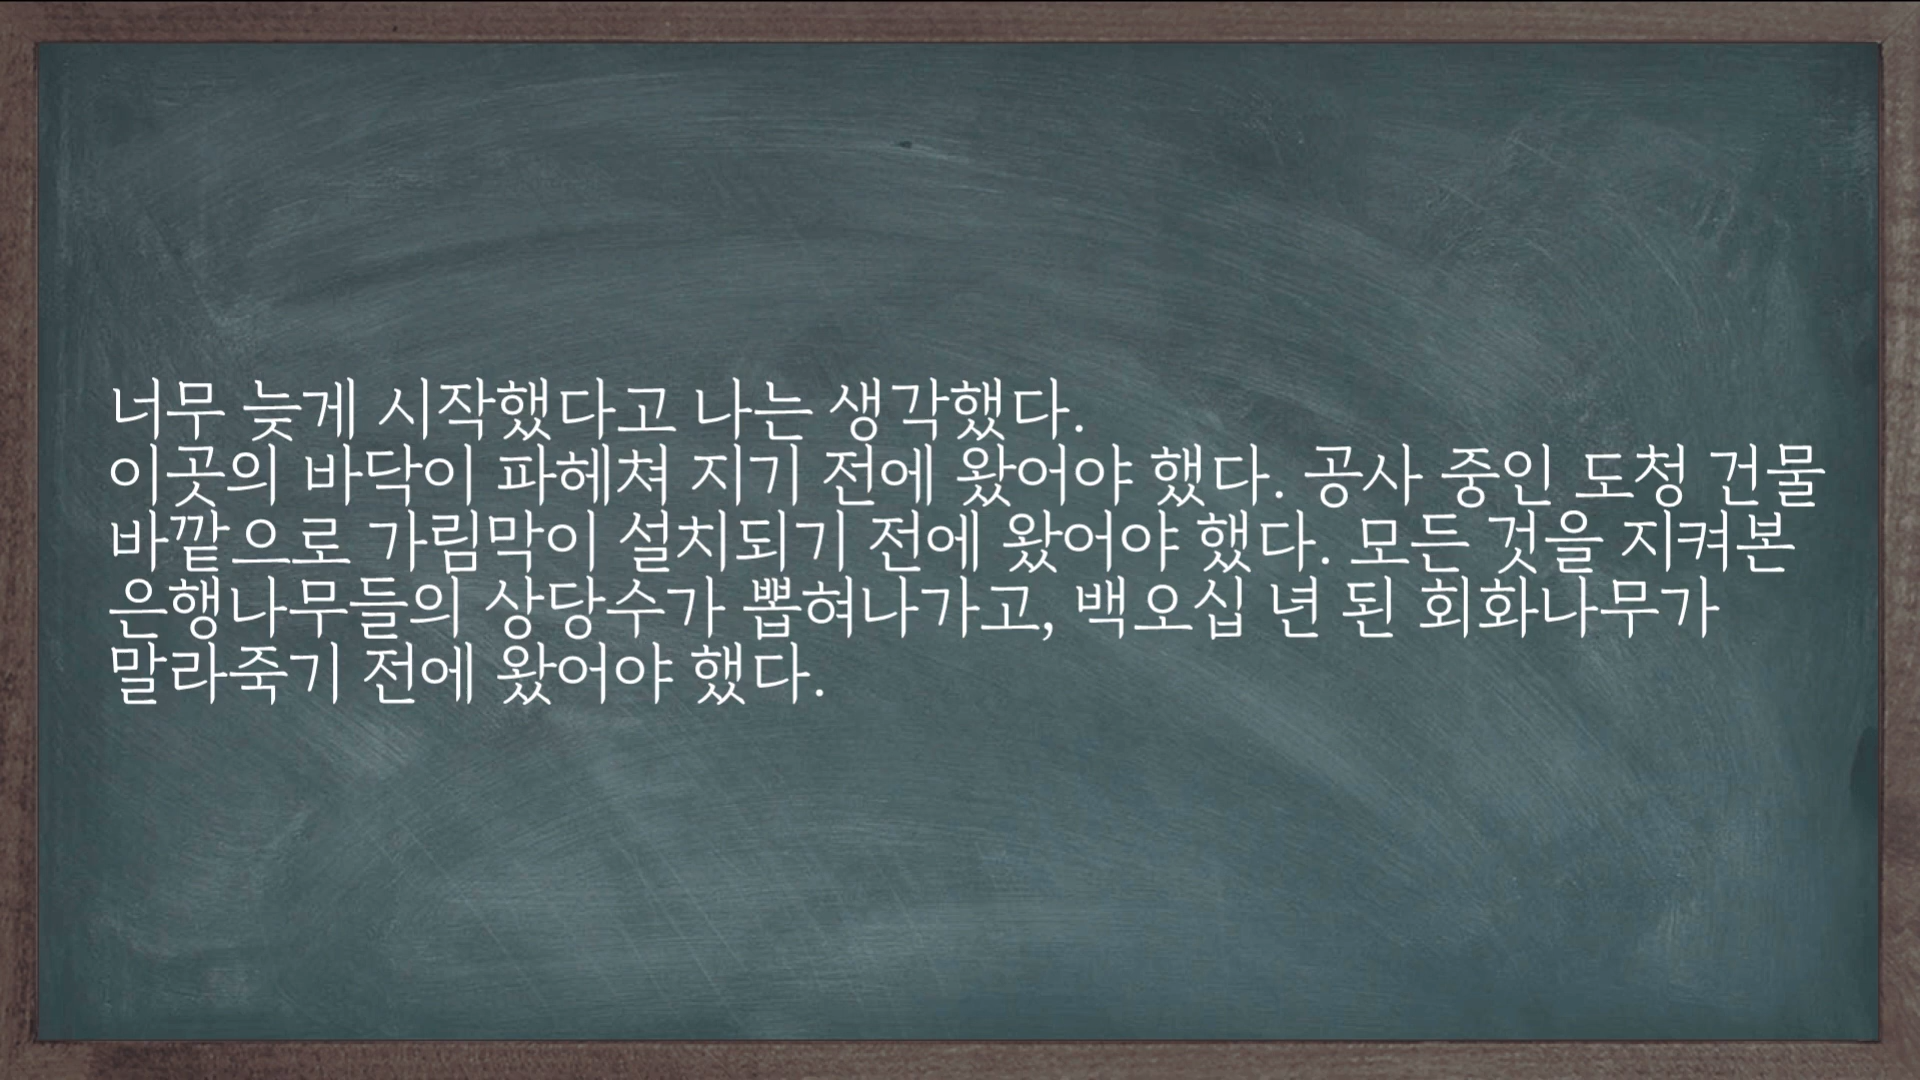 너무 늦게 시작했다고 나는 생각했다.
이곳의 바닥이 파헤쳐 지기 전에 왔어야 했다. 공사 중인 도청 건물
바깥으로 가림막이 설치되기 전에 왔어야 했다. 모든 것을 지켜본
은행나무들의 상당수가 뽑혀나가고, 백오십 년 된 회화나무가
말라죽기 전에 왔어야 했다.